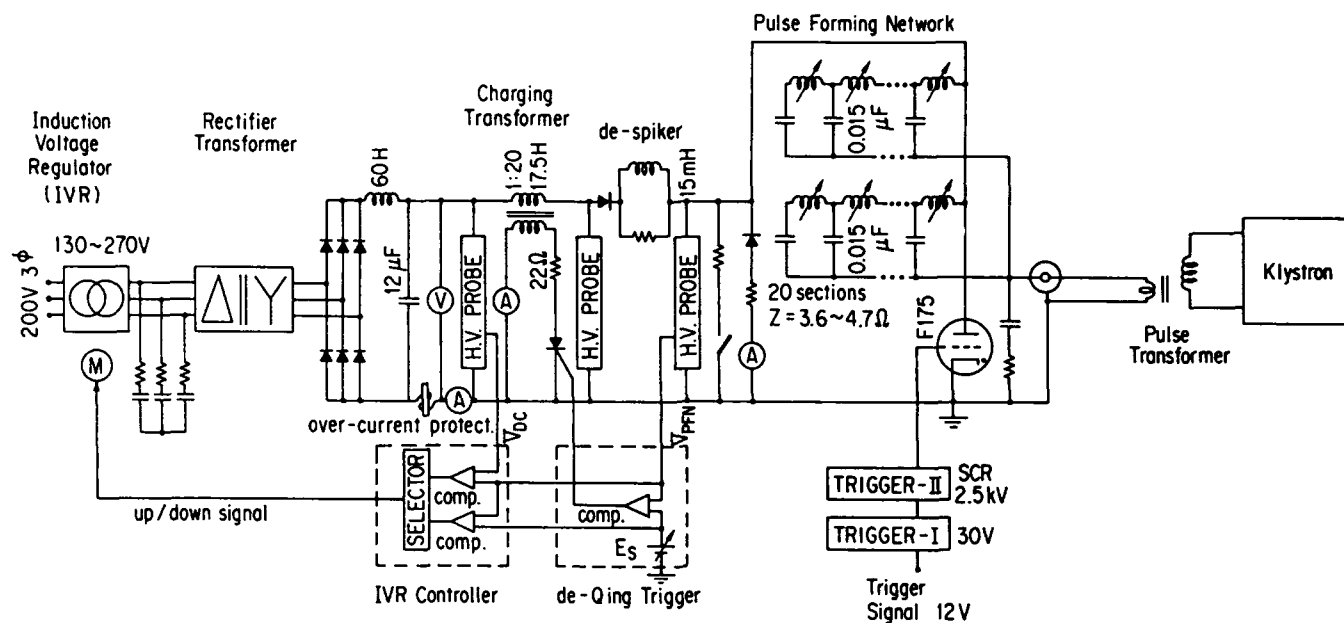 Pulse Forming Network
Induction
Voltage
Regulator
(IVR)
Rectifier
Transformer
Charging
Transformer
de-spiker
60H
1:20
17.5H
15mH
0.015
μF
0.015
μF
200V 3φ
130~270V
Δ Y
12μF
V
H.V. PROBE
A
22Ω
H.V. PROBE
H.V. PROBE
A
20 sections
Z = 3.6~4.7Ω
F175
Klystron
Pulse
Transformer
M
A
over-current protect.
V̄DC
V̄PFN
SELECTOR
comp.
comp.
comp.
Es
up/down signal
IVR Controller
de-Qing Trigger
TRIGGER-II
SCR
2.5kV
TRIGGER-I
30V
Trigger
Signal 12V